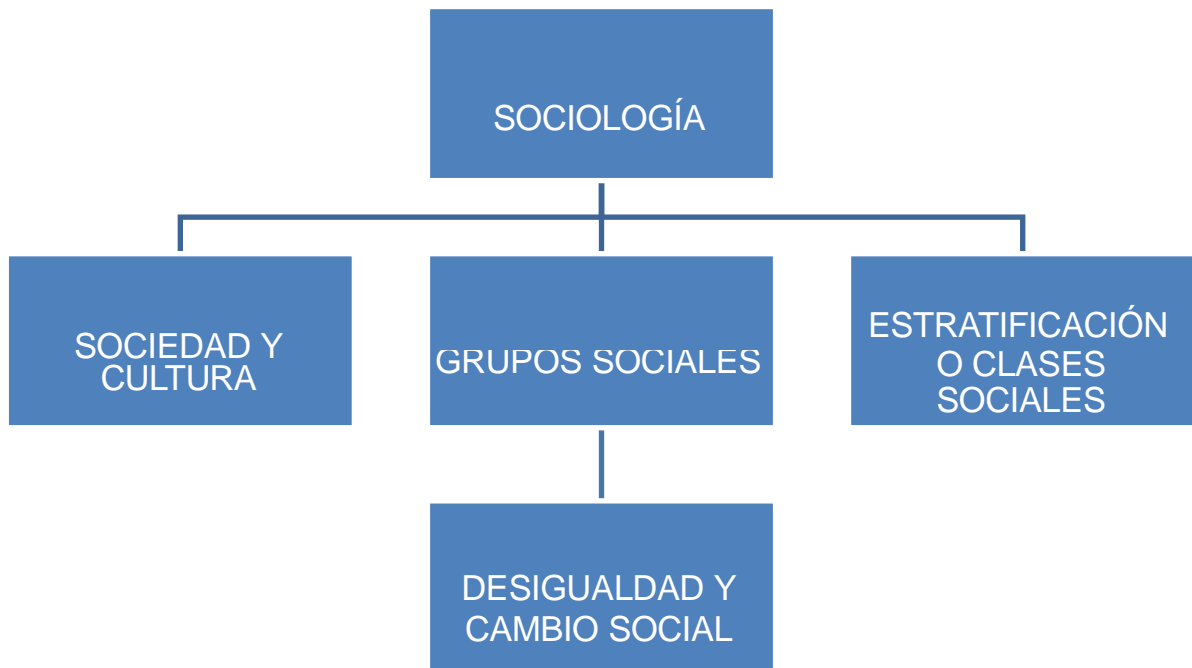 SOCIOLOGÍA
SOCIEDAD Y
CULTURA
GRUPOS SOCIALES
ESTRATIFICACIÓN
O CLASES
SOCIALES
DESIGUALDAD Y
CAMBIO SOCIAL